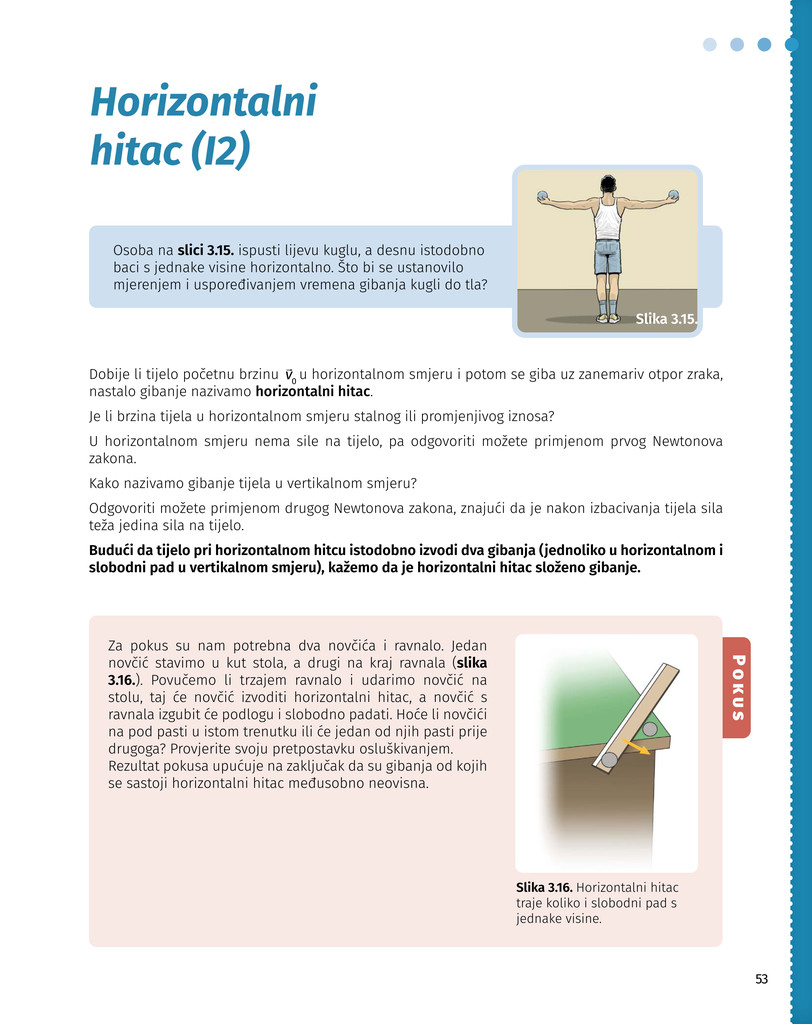 Horizontalni
hitac (I2)
Osoba na slici 3.15. ispusti lijevu kuglu, a desnu istodobno
baci s jednake visine horizontalno. Što bi se ustanovilo
mjerenjem i uspoređivanjem vremena gibanja kugli do tla?
Slika 3.15.
Dobije li tijelo početnu brzinu v⃗₀ u horizontalnom smjeru i potom se giba uz zanemariv otpor zraka,
nastalo gibanje nazivamo horizontalni hitac.
Je li brzina tijela u horizontalnom smjeru stalnog ili promjenjivog iznosa?
U horizontalnom smjeru nema sile na tijelo, pa odgovoriti možete primjenom prvog Newtonova
zakona.
Kako nazivamo gibanje tijela u vertikalnom smjeru?
Odgovoriti možete primjenom drugog Newtonova zakona, znajući da je nakon izbacivanja tijela sila
teža jedina sila na tijelo.
Budući da tijelo pri horizontalnom hitcu istodobno izvodi dva gibanja (jednoliko u horizontalnom i
slobodni pad u vertikalnom smjeru), kažemo da je horizontalni hitac složeno gibanje.
Za pokus su nam potrebna dva novčića i ravnalo. Jedan
novčić stavimo u kut stola, a drugi na kraj ravnala (slika
3.16.). Povučemo li trzajem ravnalo i udarimo novčić na
stolu, taj će novčić izvoditi horizontalni hitac, a novčić s
ravnala izgubit će podlogu i slobodno padati. Hoće li novčići
na pod pasti u istom trenutku ili će jedan od njih pasti prije
drugoga? Provjerite svoju pretpostavku osluškivanjem.
Rezultat pokusa upućuje na zaključak da su gibanja od kojih
se sastoji horizontalni hitac međusobno neovisna.
POKUS
Slika 3.16. Horizontalni hitac
traje koliko i slobodni pad s
jednake visine.
53